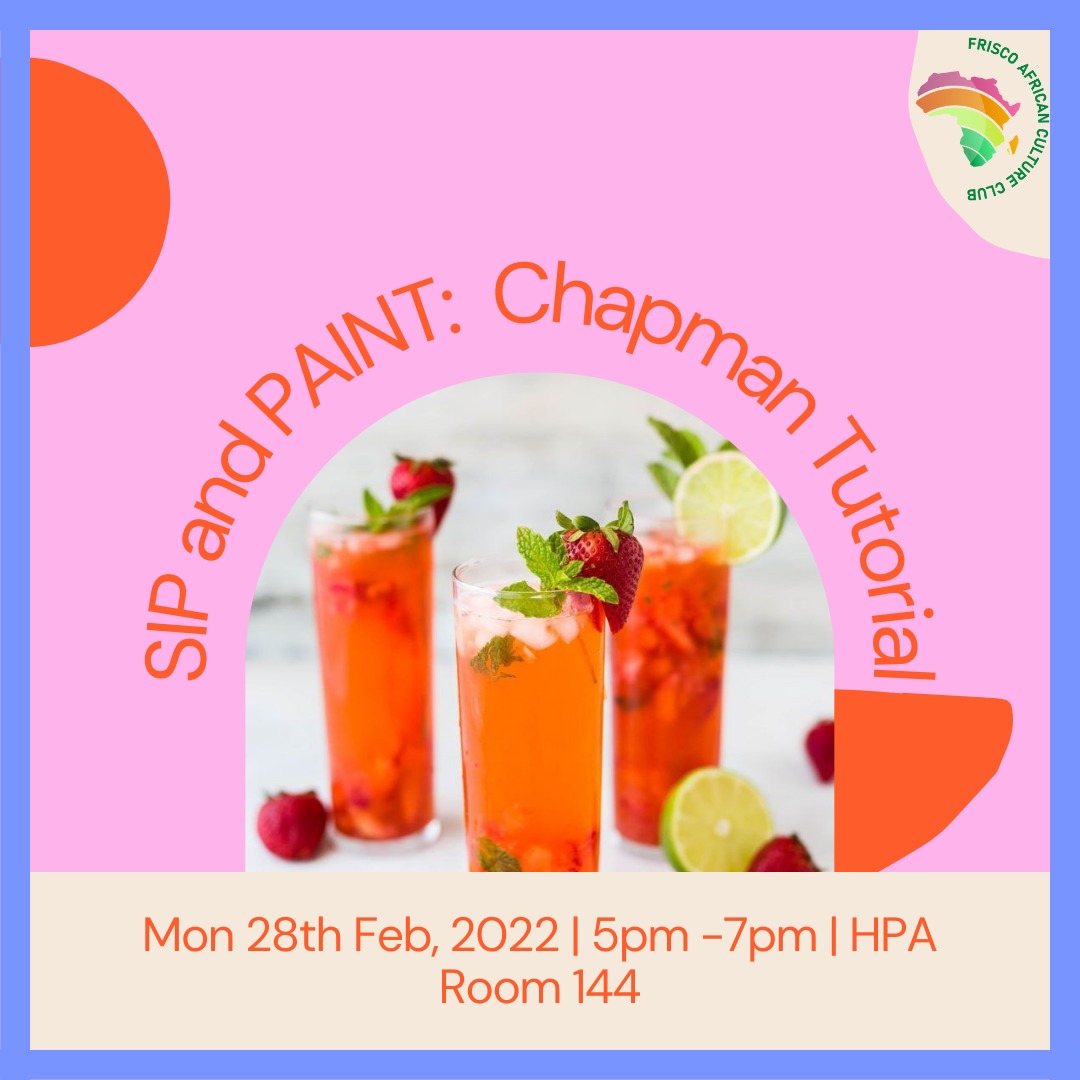 FRISCO AFRICAN CULTURE CLUB
SIP and PAINT: Chapman Tutorial
Mon 28th Feb, 2022 | 5pm -7pm | HPA
Room 144